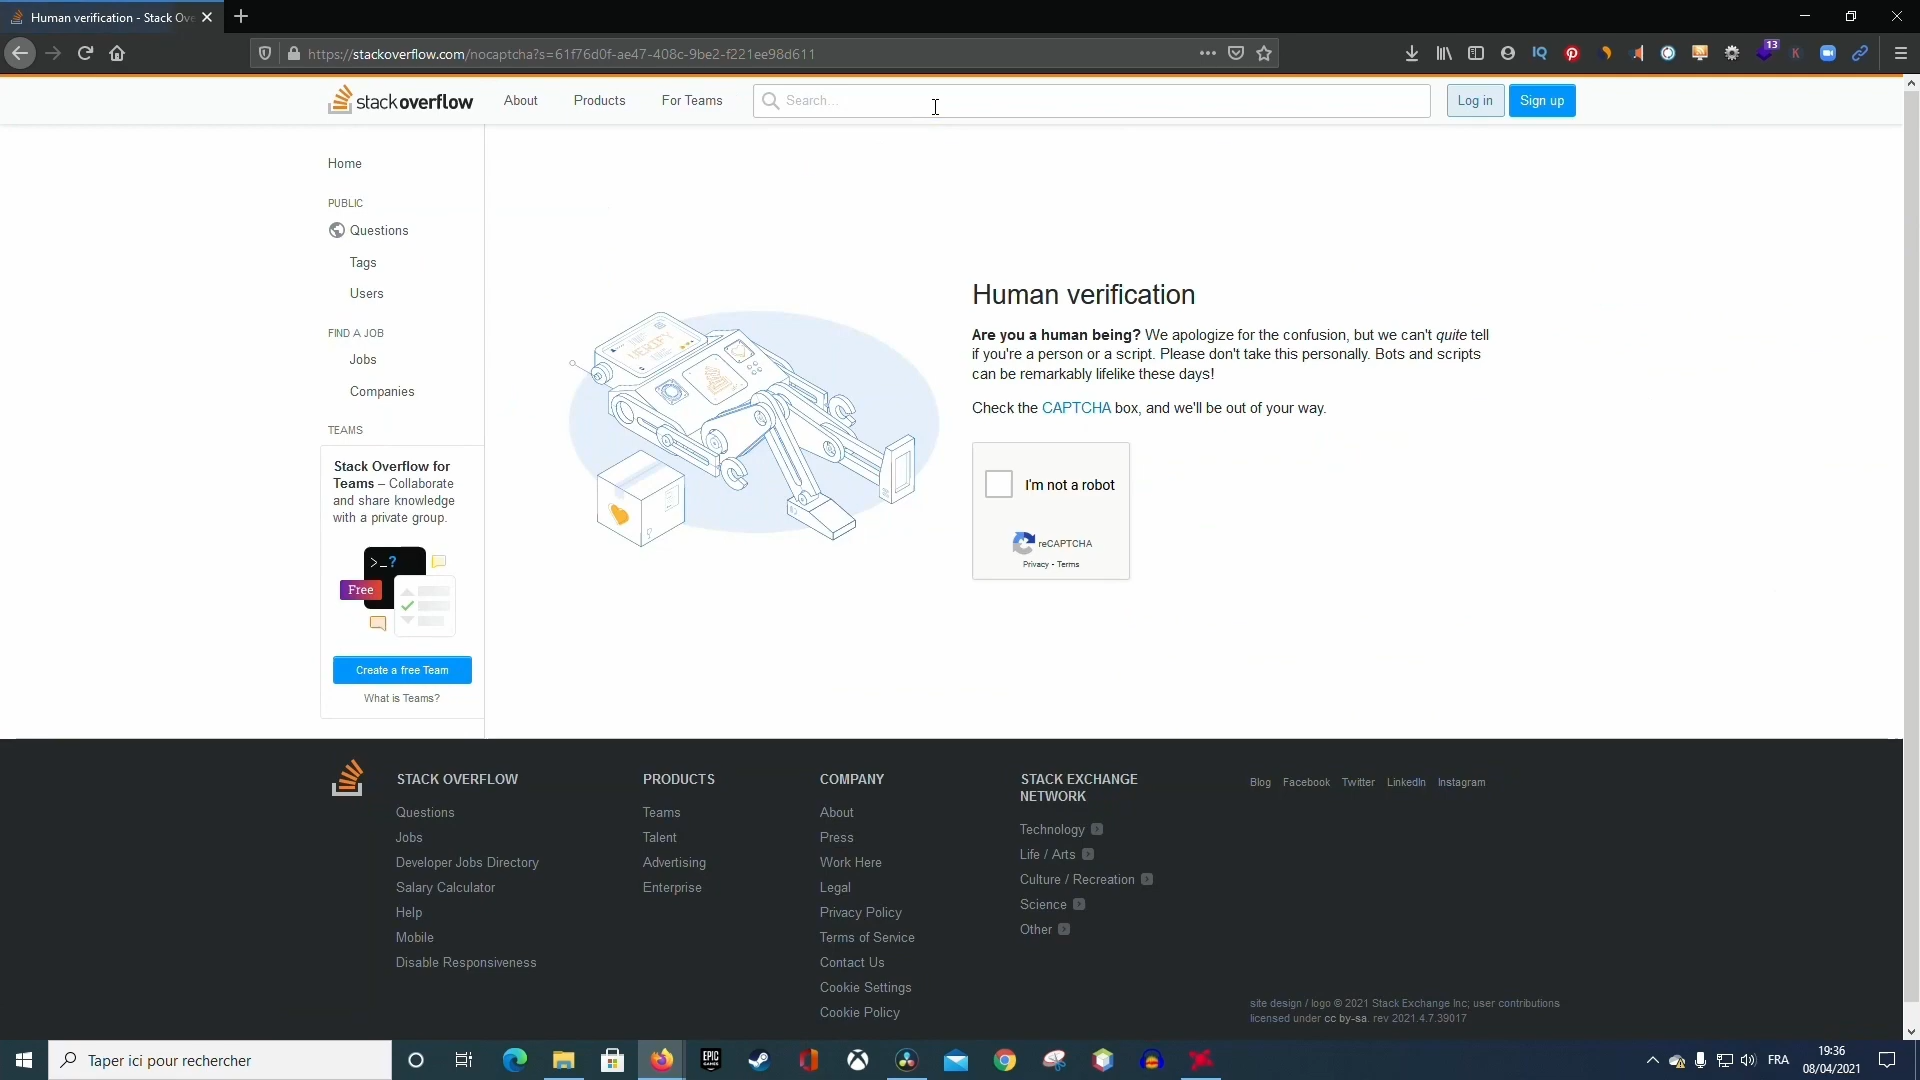 Human verification - Stack Ove
https://stackoverflow.com/nocaptcha?s=61f76d0f-ae47-408c-9be2-f221ee98d611
13
stackoverflow
About
Products
For Teams
Search...
Log in
Sign up
Home
PUBLIC
Questions
Tags
Users
FIND A JOB
Jobs
Companies
TEAMS
Stack Overflow for
Teams – Collaborate
and share knowledge
with a private group.
>_?
Free
Create a free Team
What is Teams?
VERIFY
Human verification
Are you a human being? We apologize for the confusion, but we can't quite tell
if you're a person or a script. Please don't take this personally. Bots and scripts
can be remarkably lifelike these days!
Check the CAPTCHA box, and we'll be out of your way.
I'm not a robot
reCAPTCHA
Privacy - Terms
STACK OVERFLOW
Questions
Jobs
Developer Jobs Directory
Salary Calculator
Help
Mobile
Disable Responsiveness
PRODUCTS
Teams
Talent
Advertising
Enterprise
COMPANY
About
Press
Work Here
Legal
Privacy Policy
Terms of Service
Contact Us
Cookie Settings
Cookie Policy
STACK EXCHANGE
NETWORK
Technology
Life / Arts
Culture / Recreation
Science
Other
Blog
Facebook
Twitter
LinkedIn
Instagram
site design / logo © 2021 Stack Exchange Inc; user contributions
licensed under cc by-sa. rev 2021.4.7.39017
Taper ici pour rechercher
EPIC
GAMES
FRA
19:36
08/04/2021